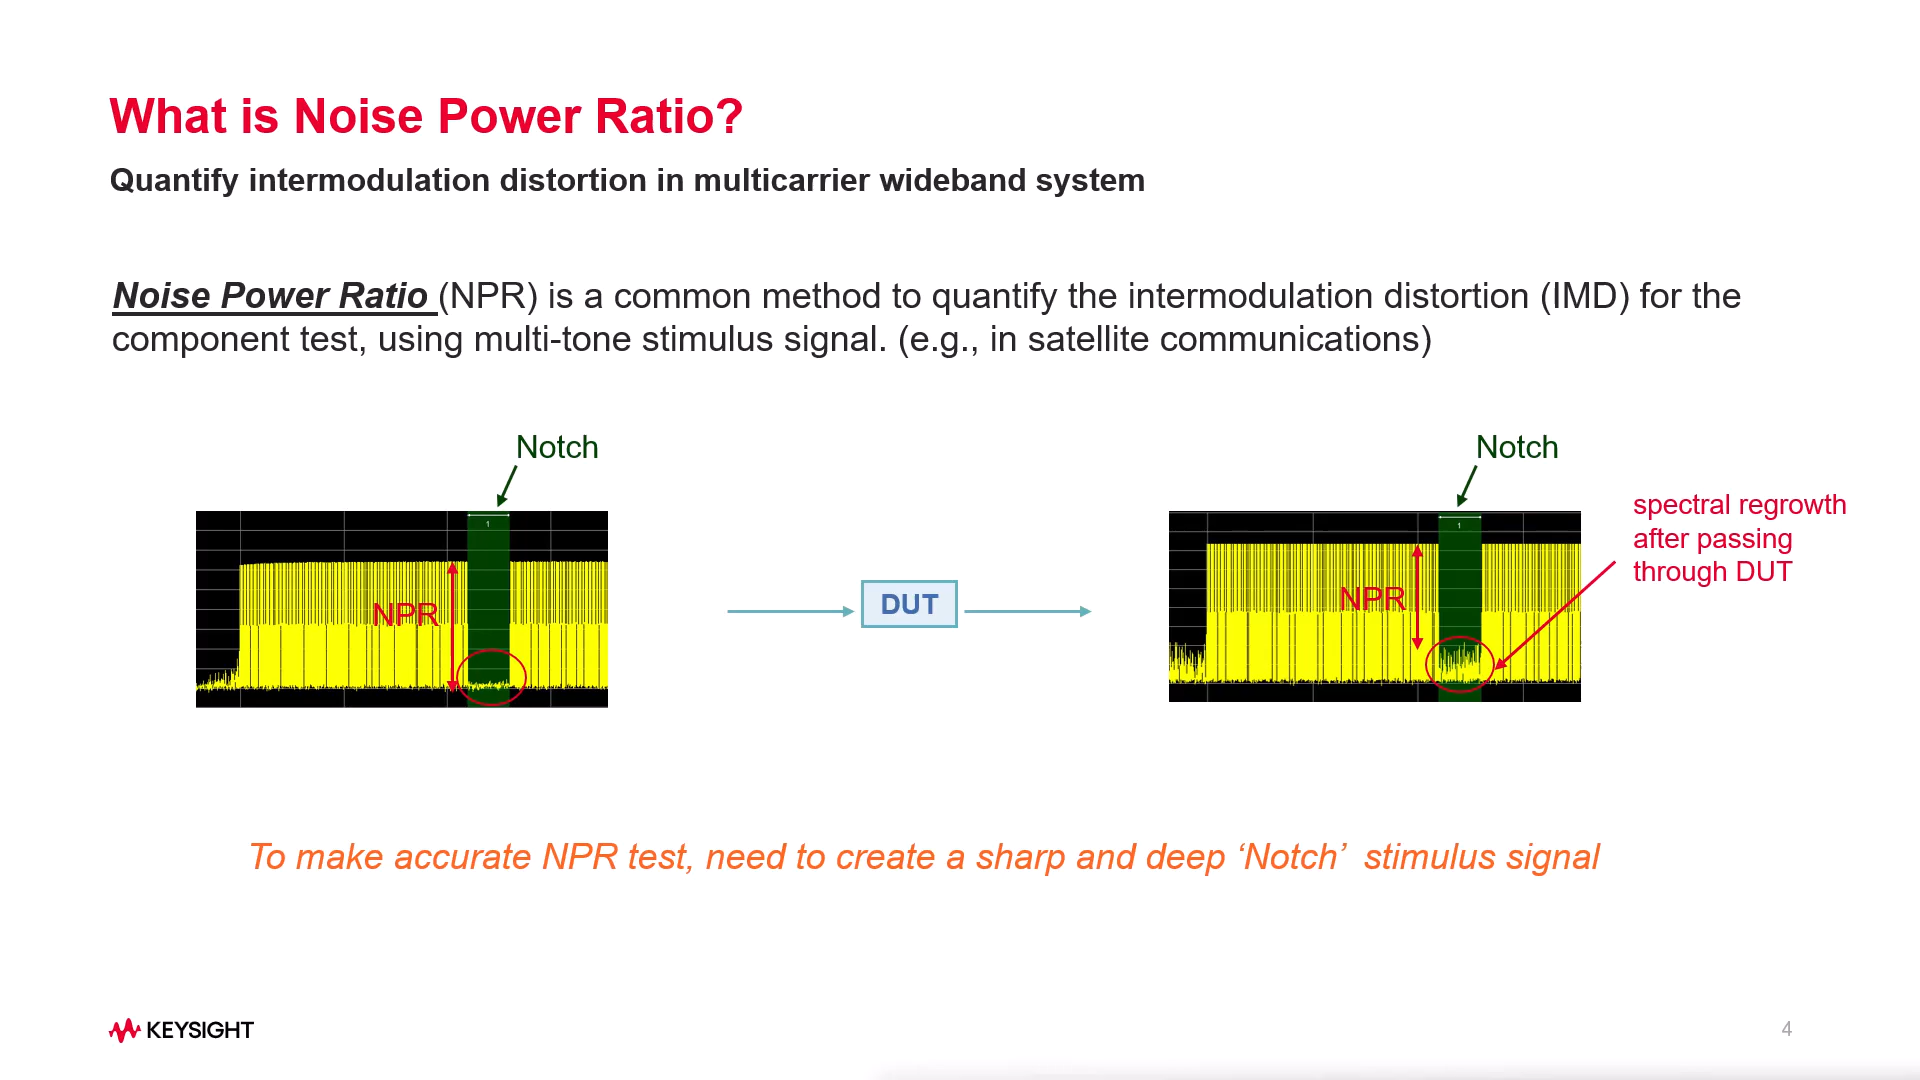 What is Noise Power Ratio?
Quantify intermodulation distortion in multicarrier wideband system
Noise Power Ratio (NPR) is a common method to quantify the intermodulation distortion (IMD) for the
component test, using multi-tone stimulus signal. (e.g., in satellite communications)
Notch
1
NPR
DUT
Notch
1
NPR
spectral regrowth
after passing
through DUT
To make accurate NPR test, need to create a sharp and deep ‘Notch’ stimulus signal
KEYSIGHT
4